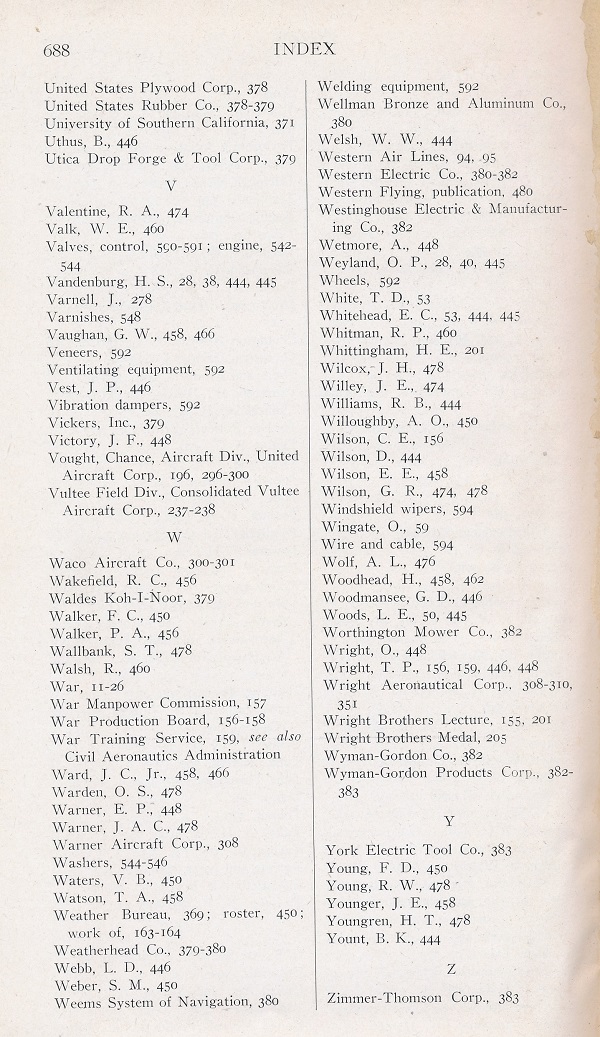 688
INDEX
United States Plywood Corp., 378
United States Rubber Co., 378-379
University of Southern California, 371
Uthus, B., 446
Utica Drop Forge & Tool Corp., 379
V
Valentine, R. A., 474
Valk, W. E., 460
Valves, control, 590-591; engine, 542-
544
Vandenburg, H. S., 28, 38, 444, 445
Varnell, J., 278
Varnishes, 548
Vaughan, G. W., 458, 466
Veneers, 592
Ventilating equipment, 592
Vest, J. P., 446
Vibration dampers, 592
Vickers, Inc., 379
Victory, J. F., 448
Vought, Chance, Aircraft Div., United
Aircraft Corp., 196, 296-300
Vultee Field Div., Consolidated Vultee
Aircraft Corp., 237-238
W
Waco Aircraft Co., 300-301
Wakefield, R. C., 456
Waldes Koh-I-Noor, 379
Walker, F. C., 450
Walker, P. A., 456
Wallbank, S. T., 478
Walsh, R., 460
War, 11-26
War Manpower Commission, 157
War Production Board, 156-158
War Training Service, 159, see also
Civil Aeronautics Administration
Ward, J. C., Jr., 458, 466
Warden, O. S., 478
Warner, E. P., 448
Warner, J. A. C., 478
Warner Aircraft Corp., 308
Washers, 544-546
Waters, V. B., 450
Watson, T. A., 458
Weather Bureau, 369; roster, 450;
work of, 163-164
Weatherhead Co., 379-380
Webb, L. D., 446
Weber, S. M., 450
Weems System of Navigation, 380
Welding equipment, 592
Wellman Bronze and Aluminum Co.,
380
Welsh, W. W., 444
Western Air Lines, 94, 95
Western Electric Co., 380-382
Western Flying, publication, 480
Westinghouse Electric & Manufactur-
ing Co., 382
Wetmore, A., 448
Weyland, O. P., 28, 40, 445
Wheels, 592
White, T. D., 53
Whitehead, E. C., 53, 444, 445
Whitman, R. P., 460
Whittingham, H. E., 201
Wilcox, J. H., 478
Willey, J. E., 474
Williams, R. B., 444
Willoughby, A. O., 450
Wilson, C. E., 156
Wilson, D., 444
Wilson, E. E., 458
Wilson, G. R., 474, 478
Windshield wipers, 594
Wingate, O., 59
Wire and cable, 594
Wolf, A. L., 476
Woodhead, H., 458, 462
Woodmansee, G. D., 446
Woods, L. E., 50, 445
Worthington Mower Co., 382
Wright, O., 448
Wright, T. P., 156, 159, 446, 448
Wright Aeronautical Corp., 308-310,
351
Wright Brothers Lecture, 155, 201
Wright Brothers Medal, 205
Wyman-Gordon Co., 382
Wyman-Gordon Products Corp., 382-
383
Y
York Electric Tool Co., 383
Young, F. D., 450
Young, R. W., 478
Younger, J. E., 458
Youngren, H. T., 478
Yount, B. K., 444
Z
Zimmer-Thomson Corp., 383